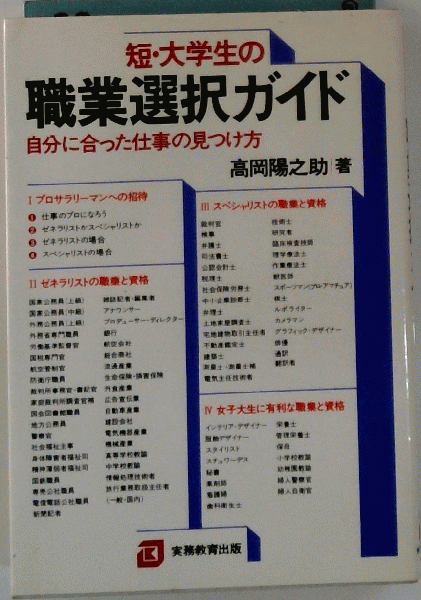 短・大学生の
職業選択ガイド
自分に合った仕事の見つけ方
高岡陽之助 著
I プロサラリーマンへの招待
❶ 仕事のプロになろう
❷ ゼネラリストかスペシャリストか
❸ ゼネラリストの場合
❹ スペシャリストの場合
II ゼネラリストの職業と資格
国家公務員(上級)
国家公務員(中級)
外務公務員(上級)
外務省専門職員
労働基準監督官
国税専門官
航空管制官
防衛庁職員
裁判所事務官・書記官
家庭裁判所調査官補
国会図書館職員
地方公務員
警察官
社会福祉主事
身体障害者福祉司
精神薄弱者福祉司
国鉄職員
専売公社職員
電信電話公社職員
新聞記者
雑誌記者・編集者
アナウンサー
プロデューサー・ディレクター
銀行
航空会社
総合商社
流通産業
生命保険・損害保険
外食産業
広告宣伝業
自動車産業
建設会社
電気機器産業
機械産業
高等学校教諭
中学校教諭
情報処理技術者
旅行業務取扱主任者
(一般・国内)
III スペシャリストの職業と資格
裁判官
検事
弁護士
司法書士
公認会計士
税理士
社会保険労務士
中小企業診断士
弁理士
土地家屋調査士
宅地建物取引主任者
不動産鑑定士
建築士
測量士・測量士補
電気主任技術者
技術士
研究者
臨床検査技師
理学療法士
作業療法士
獣医師
スポーツマン(プロ・アマチュア)
棋士
ルポライター
カメラマン
グラフィック・デザイナー
俳優
通訳
翻訳者
IV 女子大生に有利な職業と資格
インテリア・デザイナー
服飾デザイナー
スタイリスト
スチュワーデス
秘書
薬剤師
看護婦
歯科衛生士
栄養士
管理栄養士
保母
小学校教諭
幼稚園教諭
婦人警察官
婦人自衛官
実務教育出版